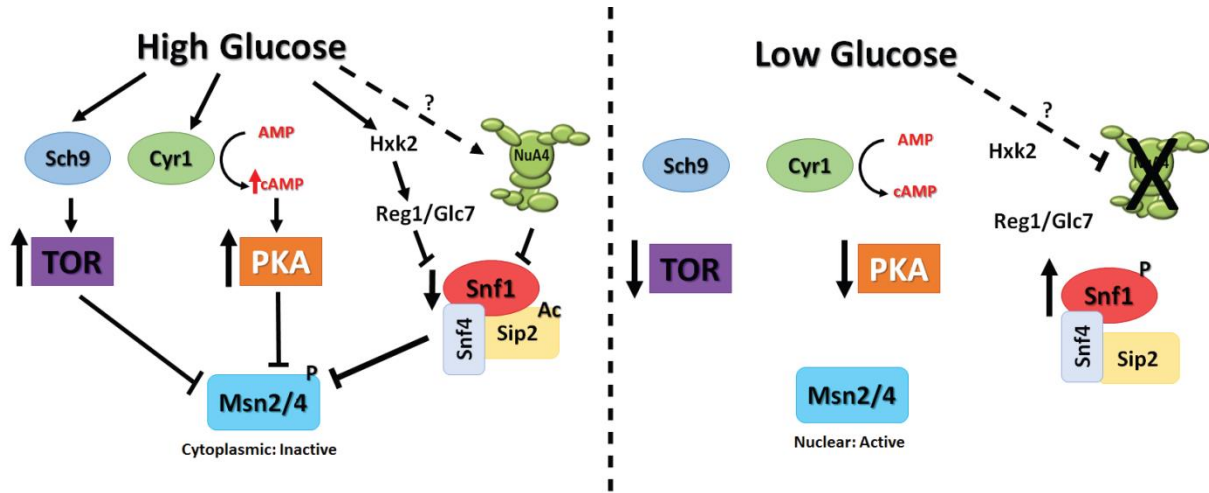 High Glucose
?
Sch9
Cyr1
AMP
cAMP
Hxk2
NuA4
Reg1/Glc7
TOR
PKA
Snf1
Ac
Snf4
Sip2
P
Msn2/4
Cytoplasmic: Inactive
Low Glucose
?
Sch9
Cyr1
AMP
cAMP
Hxk2
NuA4
Reg1/Glc7
TOR
PKA
P
Snf1
Snf4
Sip2
Msn2/4
Nuclear: Active